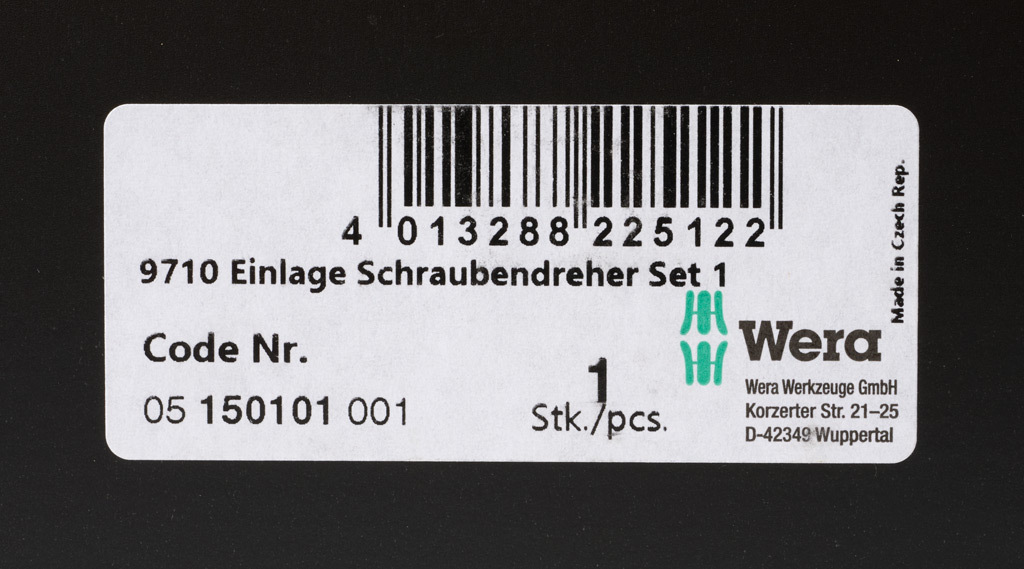 4 013288 225122
9710 Einlage Schraubendreher Set 1
Code Nr.
05 150101 001
1
Stk./pcs.
Wera
Wera Werkzeuge GmbH
Korzerter Str. 21–25
D-42349 Wuppertal
Made in Czech Rep.